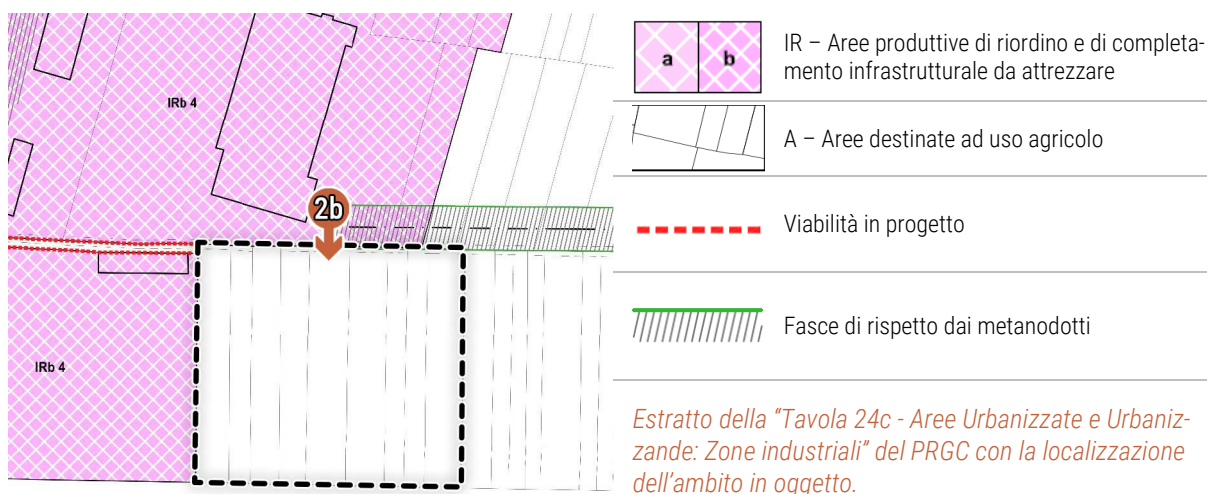 IRb 4
2b
IRb 4
a b
IR – Aree produttive di riordino e di completa-
mento infrastrutturale da attrezzare
A – Aree destinate ad uso agricolo
Viabilità in progetto
Fasce di rispetto dai metanodotti
Estratto della “Tavola 24c - Aree Urbanizzate e Urbaniz-
zande: Zone industriali” del PRGC con la localizzazione
dell’ambito in oggetto.